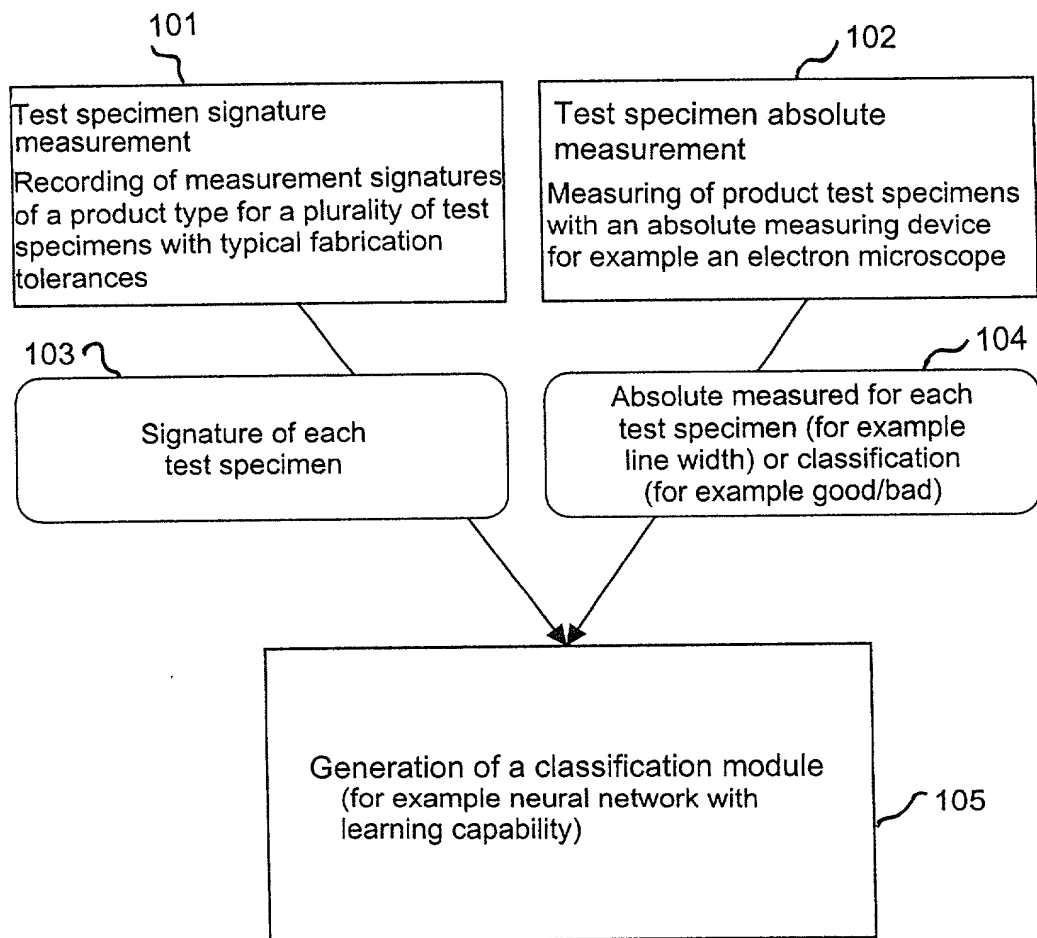 101
Test specimen signature
measurement
Recording of measurement signatures
of a product type for a plurality of test
specimens with typical fabrication
tolerances
102
Test specimen absolute
measurement
Measuring of product test specimens
with an absolute measuring device
for example an electron microscope
103
Signature of each
test specimen
104
Absolute measured for each
test specimen (for example
line width) or classification
(for example good/bad)
Generation of a classification module
(for example neural network with
learning capability)
105